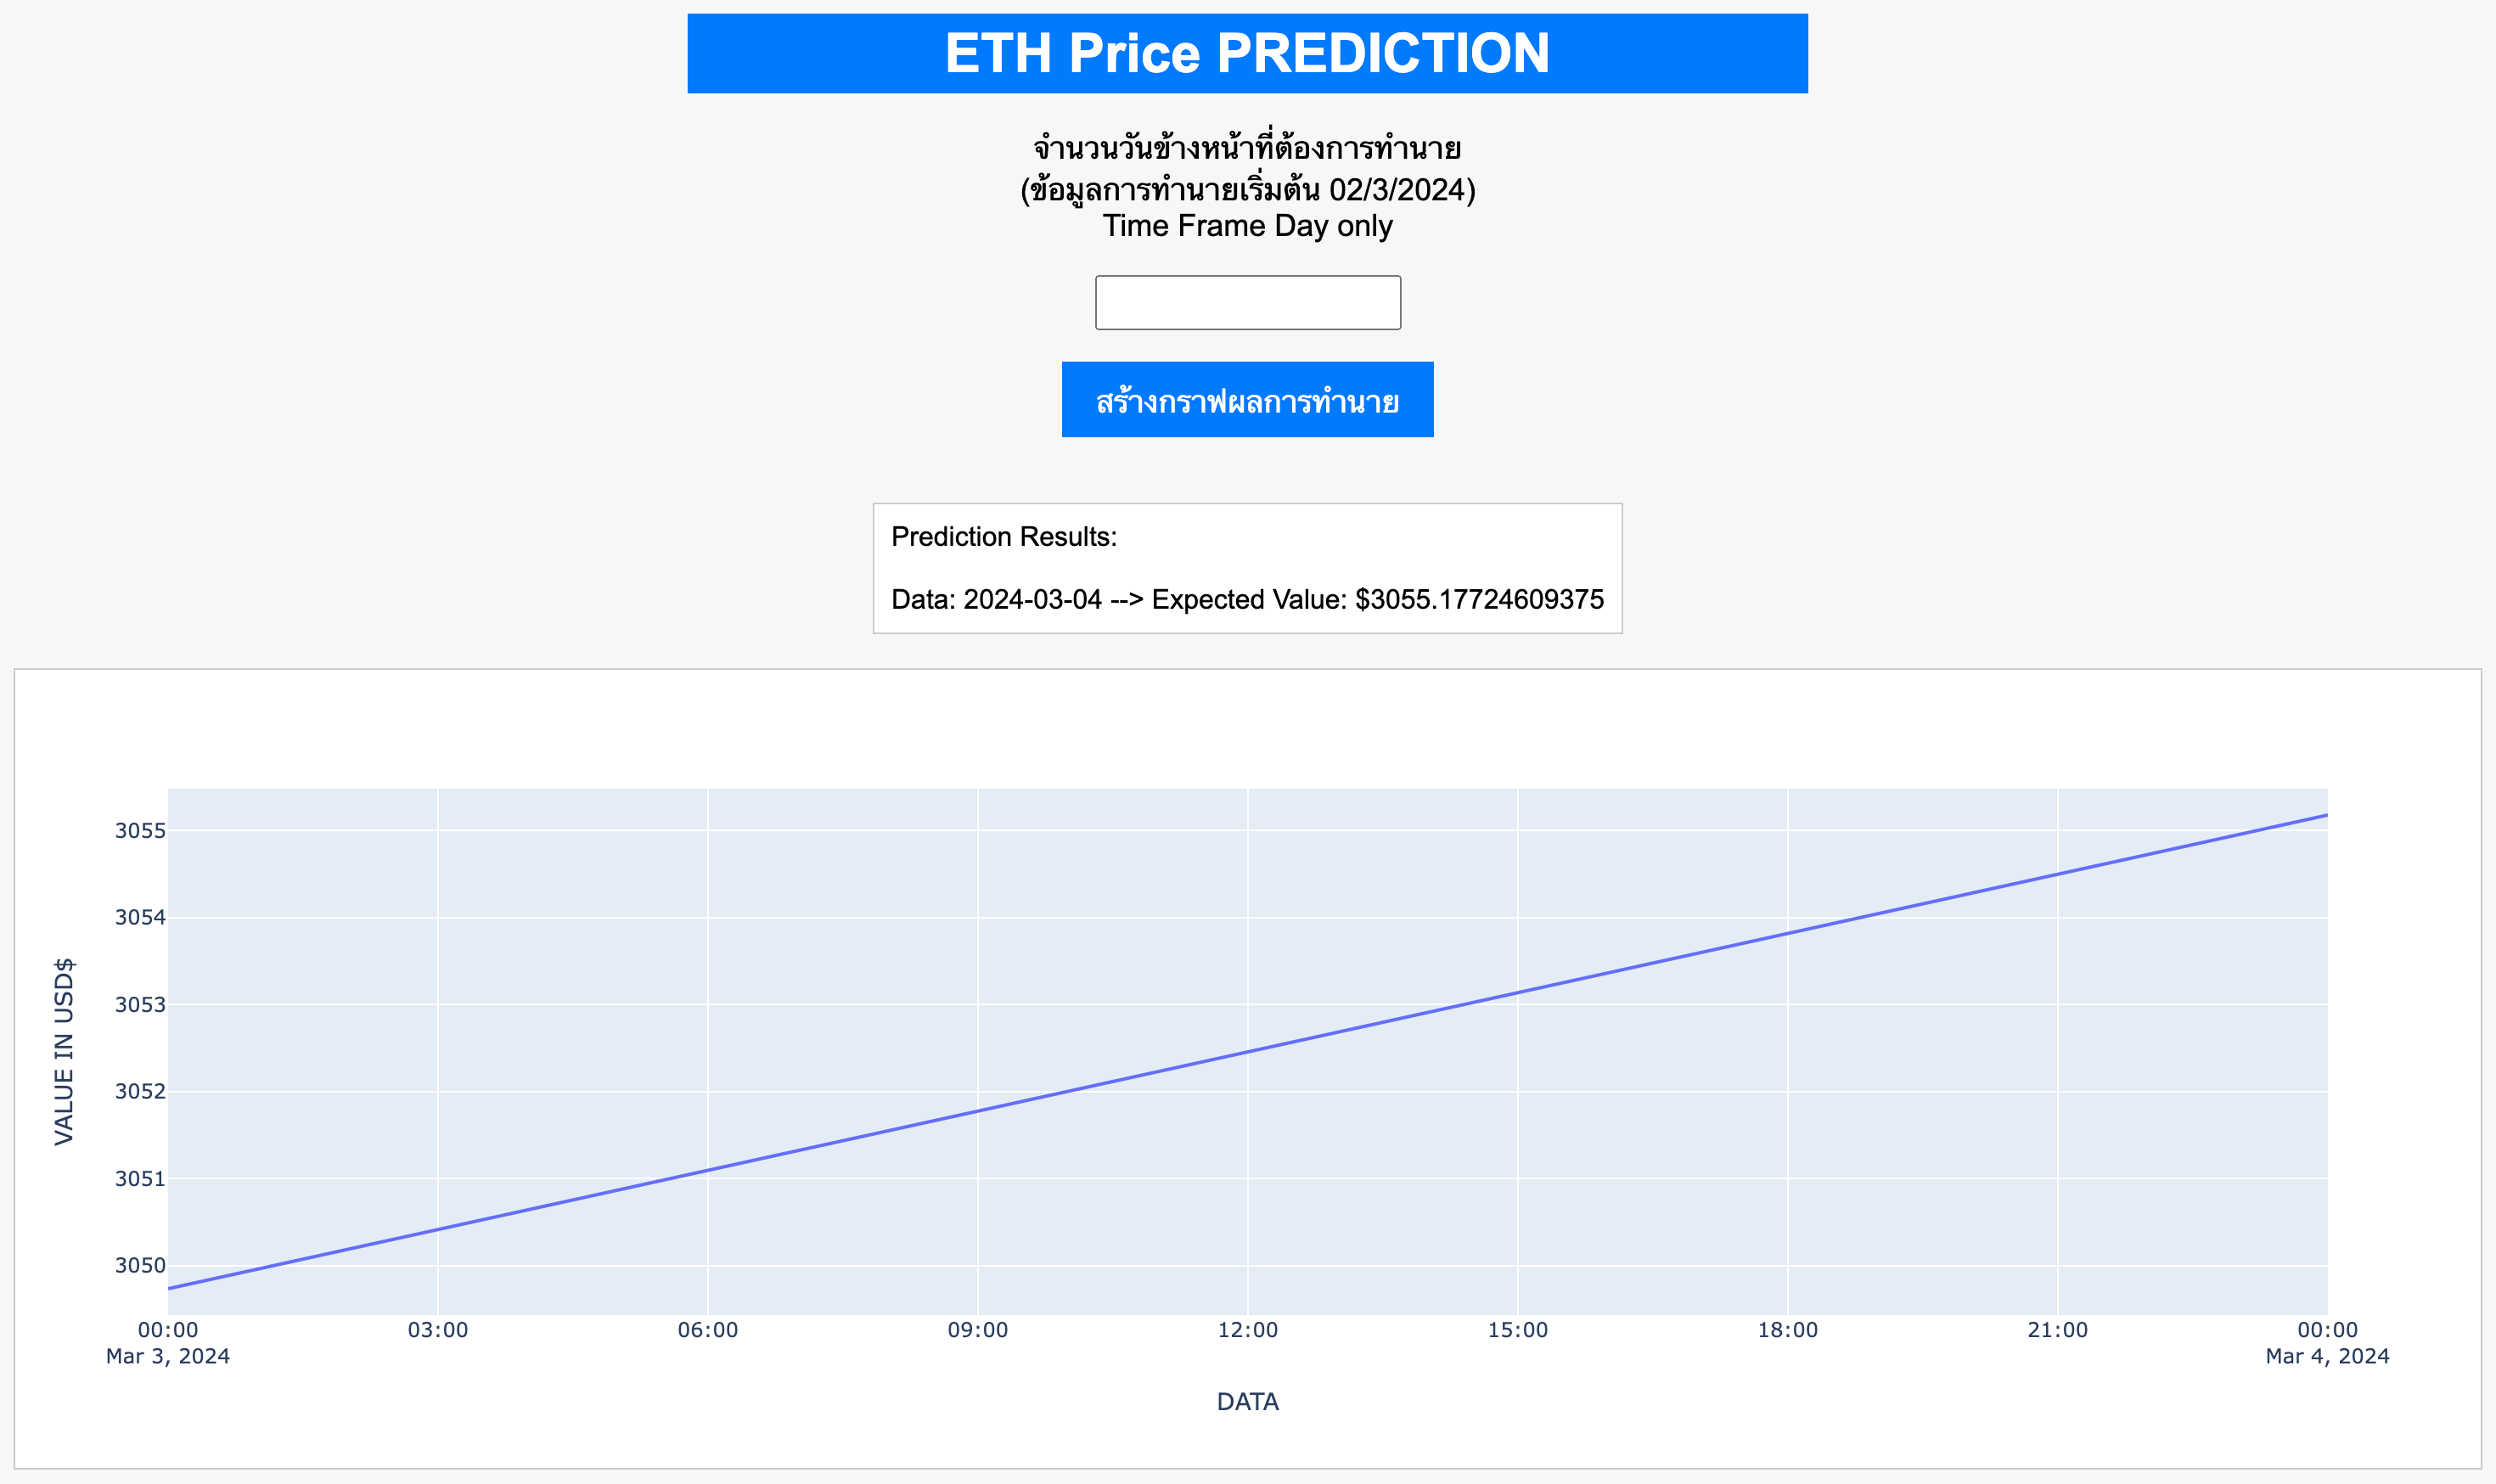 ETH Price PREDICTION
จำนวนวันข้างหน้าที่ต้องการทำนาย
(ข้อมูลการทำนายเริ่มต้น 02/3/2024)
Time Frame Day only
สร้างกราฟผลการทำนาย
Prediction Results:
Data: 2024-03-04 --> Expected Value: $3055.17724609375
VALUE IN USD$
3055
3054
3053
3052
3051
3050
00:00 03:00 06:00 09:00 12:00 15:00 18:00 21:00 00:00
Mar 3, 2024 Mar 4, 2024
DATA